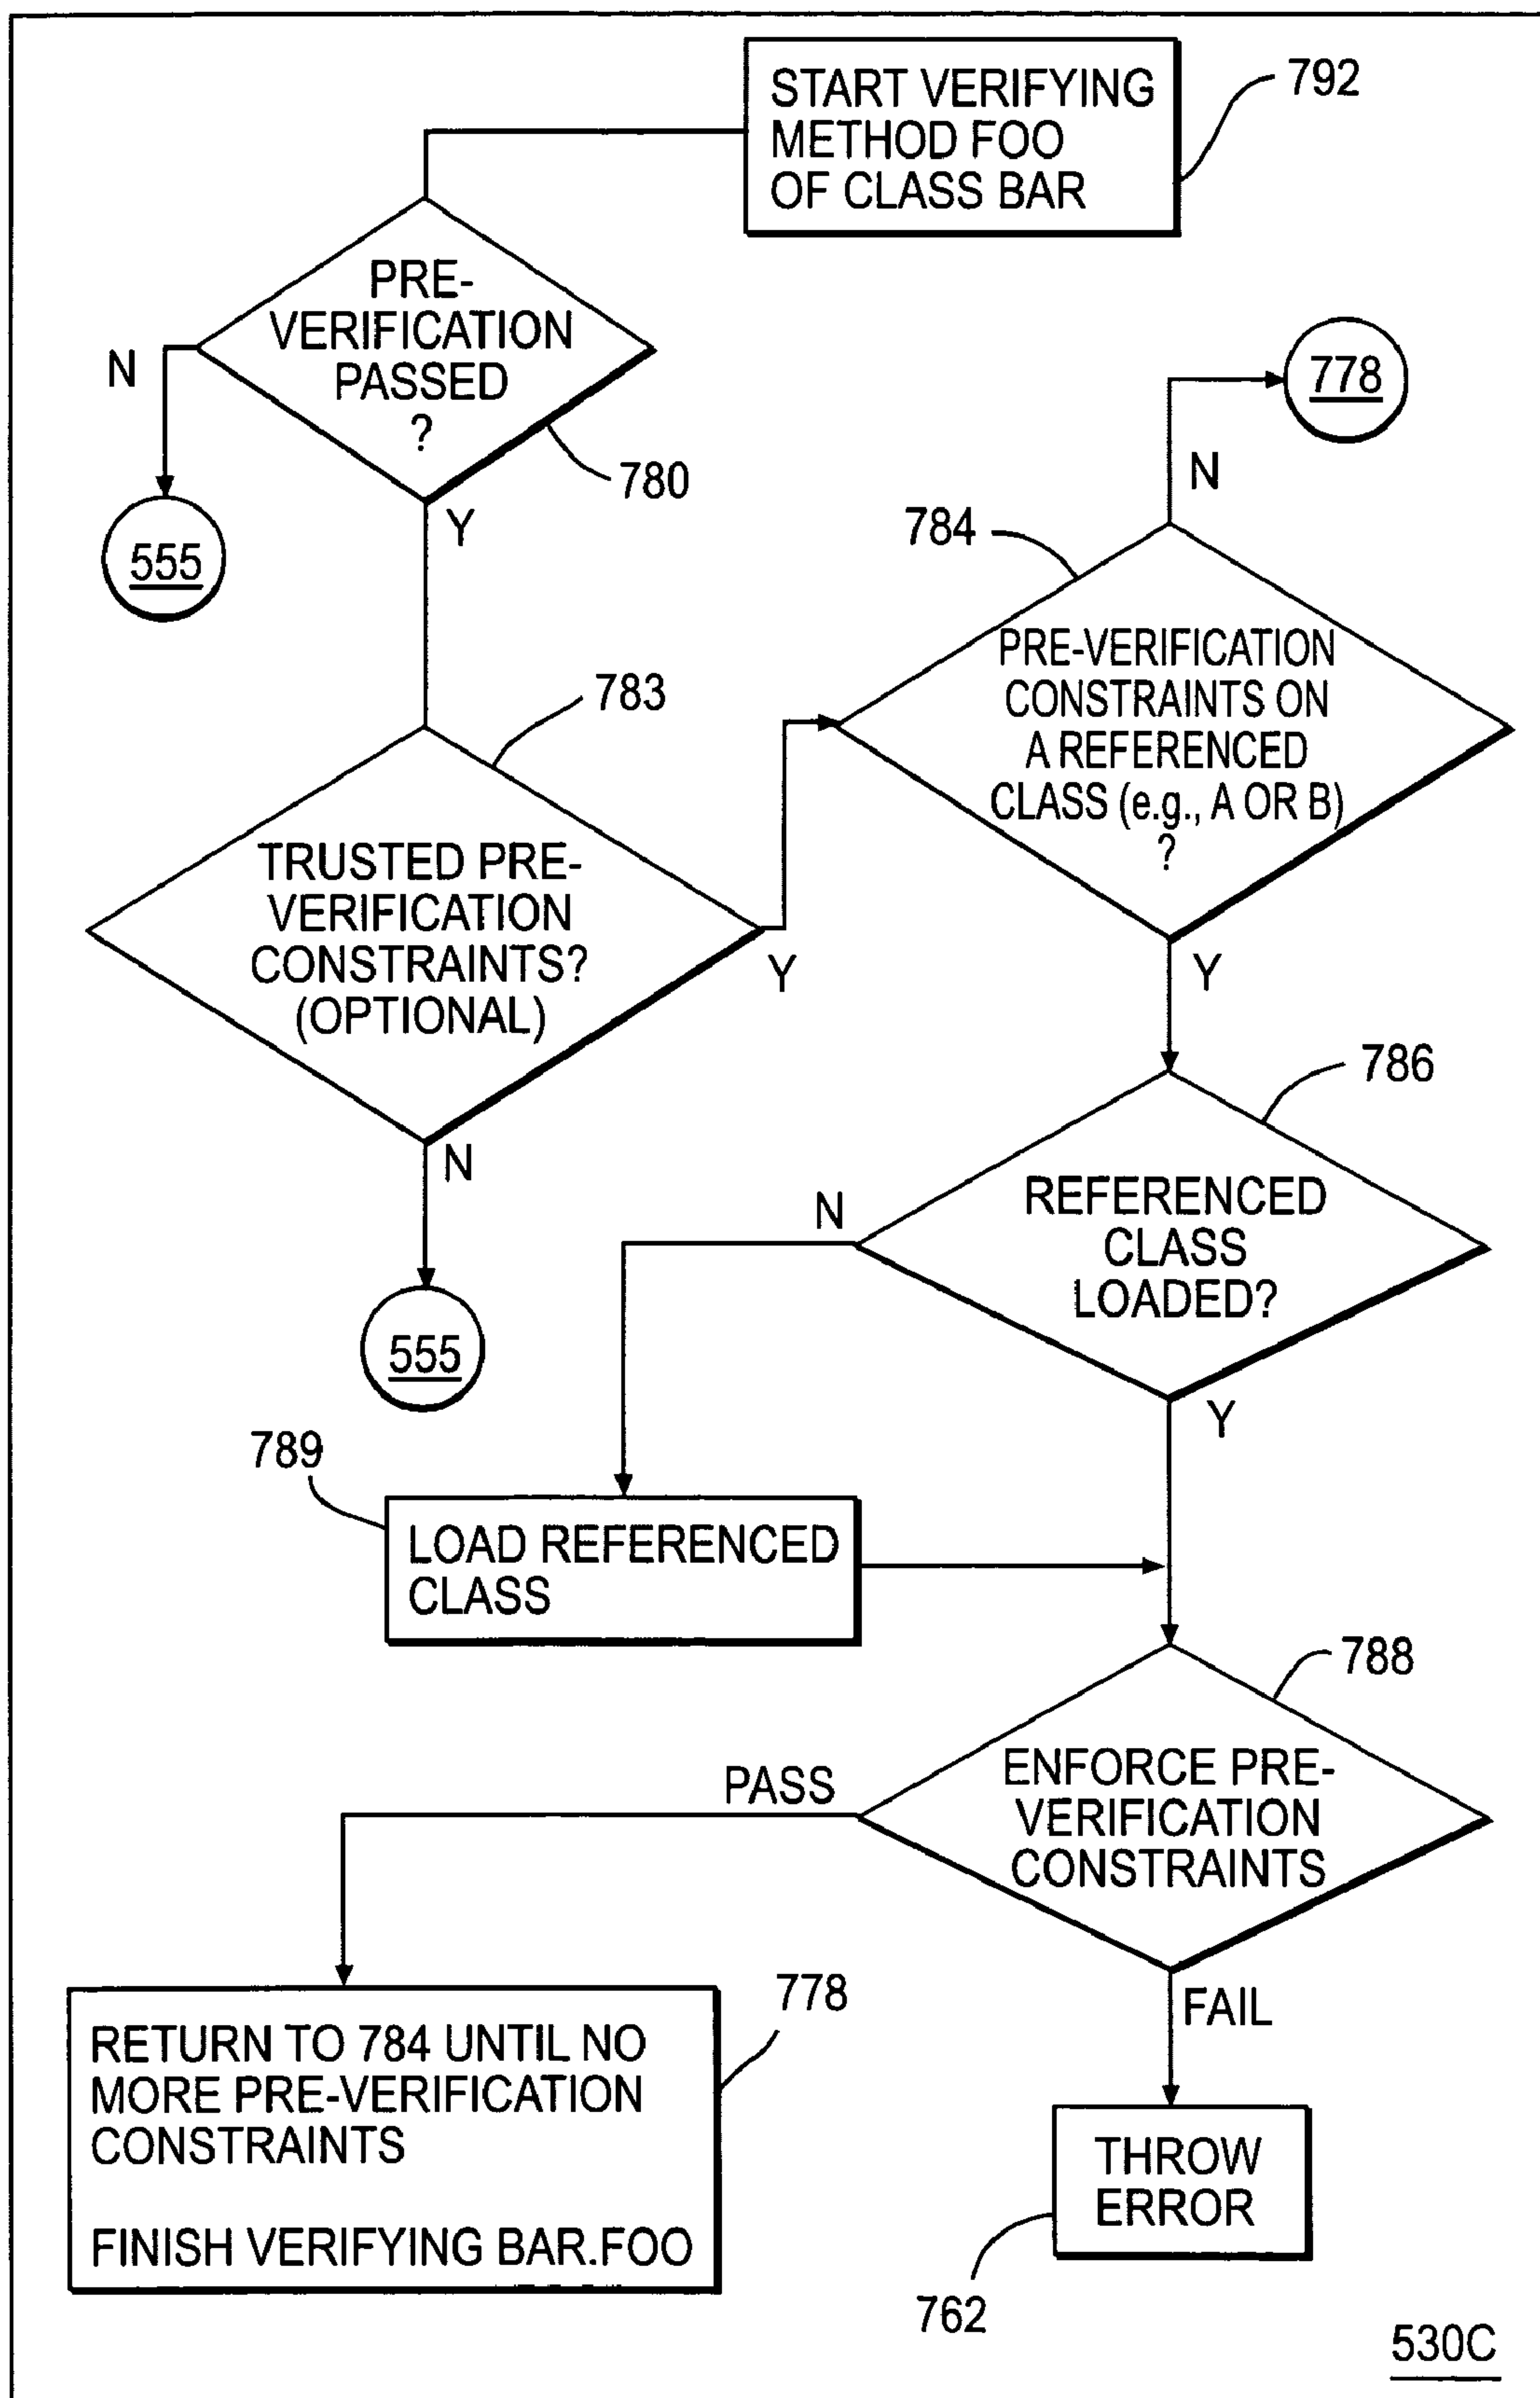 START VERIFYING
METHOD FOO
OF CLASS BAR
792
PRE-
VERIFICATION
PASSED
?
N
780
Y
555
778
N
784
PRE-VERIFICATION
CONSTRAINTS ON
A REFERENCED
CLASS (e.g., A OR B)
?
Y
783
TRUSTED PRE-
VERIFICATION
CONSTRAINTS?
(OPTIONAL)
Y
N
555
786
REFERENCED
CLASS
LOADED?
N
Y
789
LOAD REFERENCED
CLASS
788
ENFORCE PRE-
VERIFICATION
CONSTRAINTS
PASS
FAIL
778
RETURN TO 784 UNTIL NO
MORE PRE-VERIFICATION
CONSTRAINTS
FINISH VERIFYING BAR.FOO
THROW
ERROR
762
530C